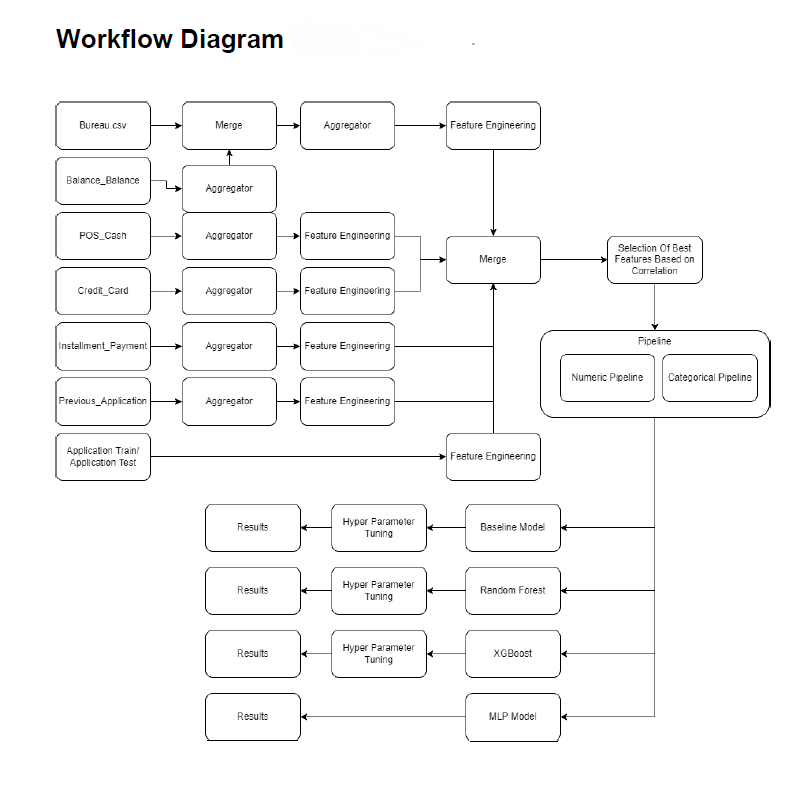 Workflow Diagram
Bureau.csv
Merge
Aggregator
Feature Engineering
Balance_Balance
Aggregator
POS_Cash
Aggregator
Feature Engineering
Merge
Selection Of Best
Features Based on
Correlation
Credit_Card
Aggregator
Feature Engineering
Installment_Payment
Aggregator
Feature Engineering
Pipeline
Numeric Pipeline
Categorical Pipeline
Previous_Application
Aggregator
Feature Engineering
Application Train/
Application Test
Feature Engineering
Results
Hyper Parameter
Tuning
Baseline Model
Results
Hyper Parameter
Tuning
Random Forest
Results
Hyper Parameter
Tuning
XGBoost
Results
MLP Model